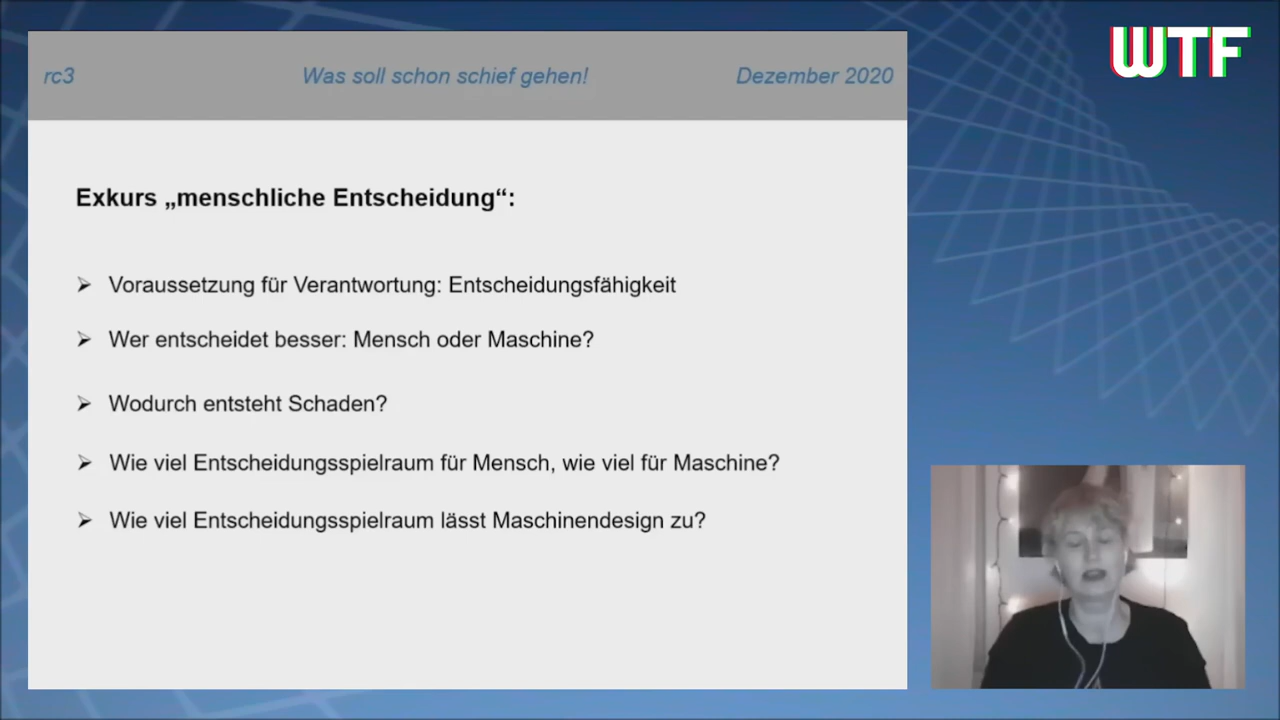 rc3 Was soll schon schief gehen! Dezember 2020
WTF
Exkurs „menschliche Entscheidung“:
➢ Voraussetzung für Verantwortung: Entscheidungsfähigkeit
➢ Wer entscheidet besser: Mensch oder Maschine?
➢ Wodurch entsteht Schaden?
➢ Wie viel Entscheidungsspielraum für Mensch, wie viel für Maschine?
➢ Wie viel Entscheidungsspielraum lässt Maschinendesign zu?